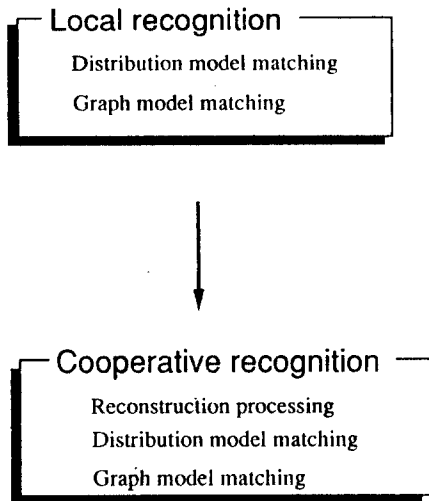 Local recognition
Distribution model matching
Graph model matching
Cooperative recognition
Reconstruction processing
Distribution model matching
Graph model matching